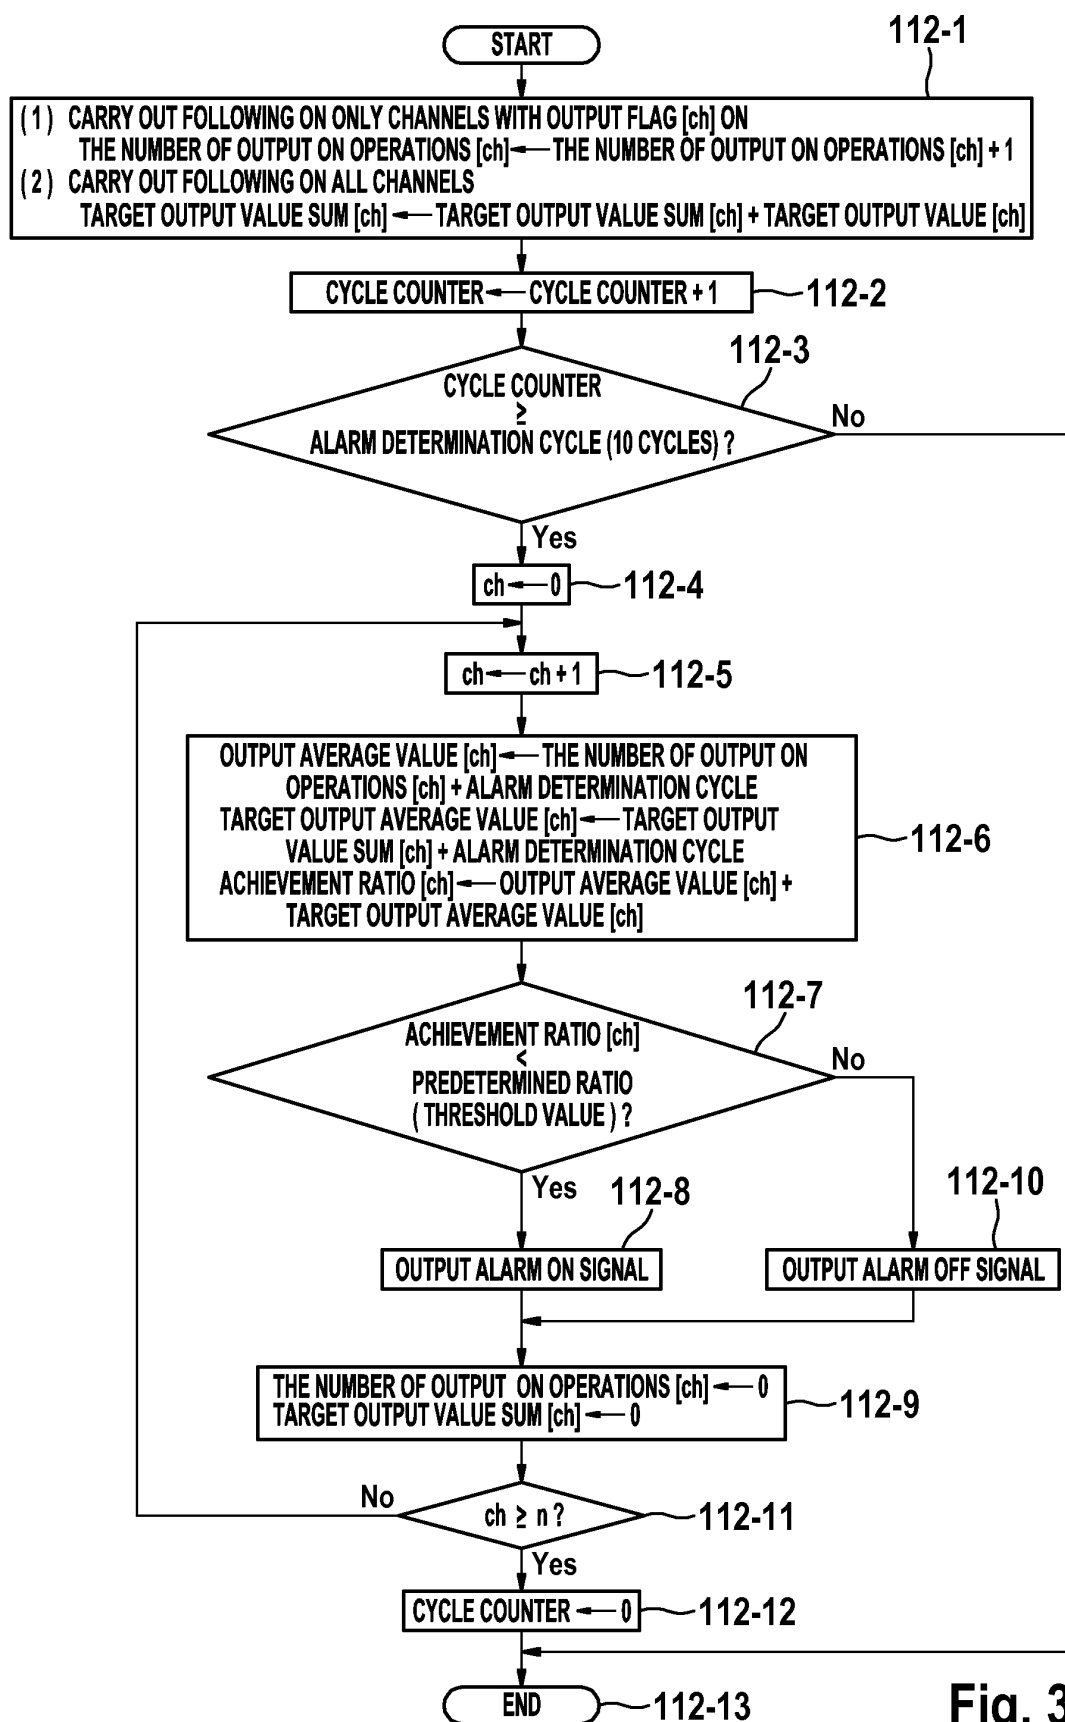 START
112-1
(1) CARRY OUT FOLLOWING ON ONLY CHANNELS WITH OUTPUT FLAG [ch] ON
THE NUMBER OF OUTPUT ON OPERATIONS [ch] ← THE NUMBER OF OUTPUT ON OPERATIONS [ch] + 1
(2) CARRY OUT FOLLOWING ON ALL CHANNELS
TARGET OUTPUT VALUE SUM [ch] ← TARGET OUTPUT VALUE SUM [ch] + TARGET OUTPUT VALUE [ch]
CYCLE COUNTER ← CYCLE COUNTER + 1
112-2
112-3
CYCLE COUNTER
≥
ALARM DETERMINATION CYCLE (10 CYCLES) ?
No
Yes
ch ← 0
112-4
ch ← ch + 1
112-5
OUTPUT AVERAGE VALUE [ch] ← THE NUMBER OF OUTPUT ON
OPERATIONS [ch] + ALARM DETERMINATION CYCLE
TARGET OUTPUT AVERAGE VALUE [ch] ← TARGET OUTPUT
VALUE SUM [ch] + ALARM DETERMINATION CYCLE
ACHIEVEMENT RATIO [ch] ← OUTPUT AVERAGE VALUE [ch] +
TARGET OUTPUT AVERAGE VALUE [ch]
112-6
112-7
ACHIEVEMENT RATIO [ch]
<
PREDETERMINED RATIO
( THRESHOLD VALUE ) ?
No
Yes
112-8
112-10
OUTPUT ALARM ON SIGNAL
OUTPUT ALARM OFF SIGNAL
THE NUMBER OF OUTPUT ON OPERATIONS [ch] ← 0
TARGET OUTPUT VALUE SUM [ch] ← 0
112-9
No
ch ≥ n ?
112-11
Yes
CYCLE COUNTER ← 0
112-12
END
112-13
Fig. 3